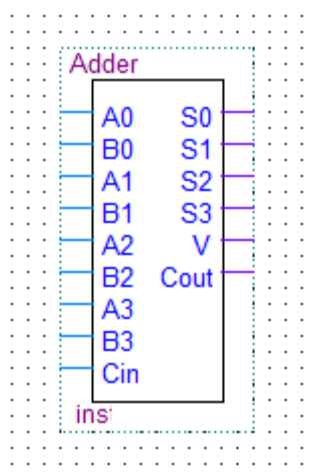 Adder
A0 S0
B0 S1
A1 S2
B1 S3
A2 V
B2 Cout
A3
B3
Cin
inst